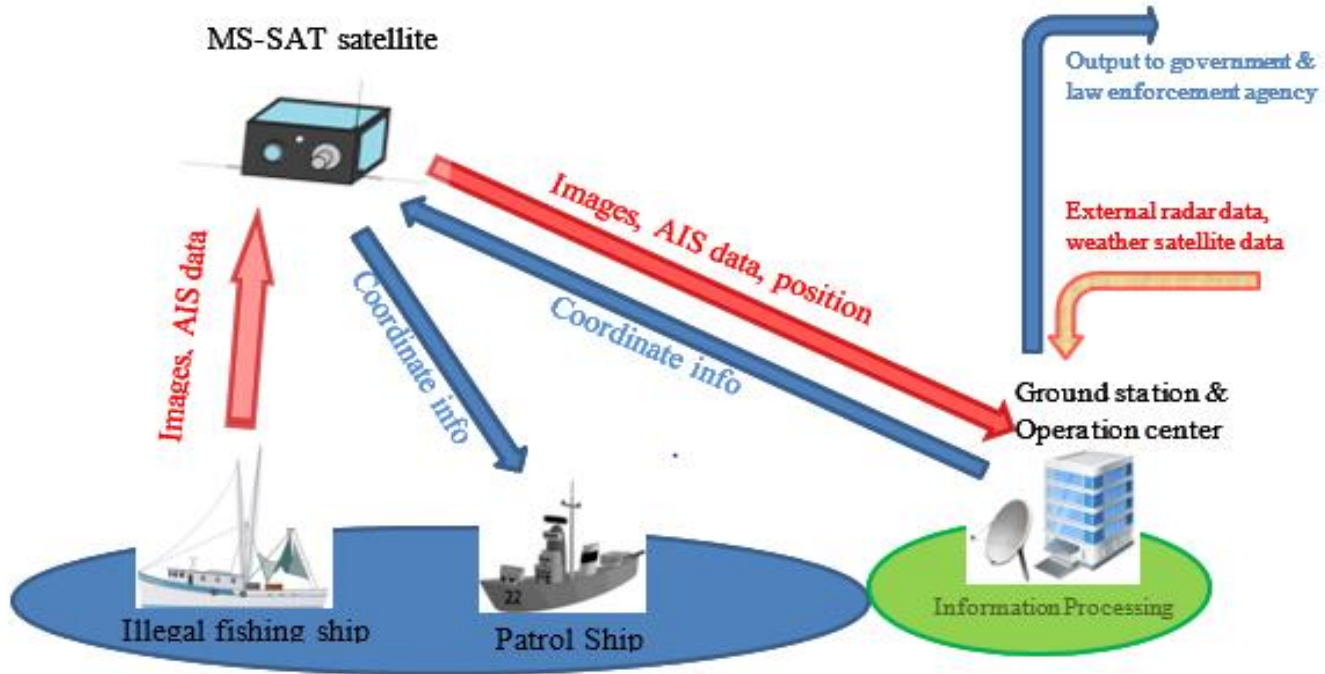 MS-SAT satellite
Output to government &
law enforcement agency
Images, AIS data, position
External radar data,
weather satellite data
Images. AIS data
Coordinate info
Coordinate info
Ground station &
Operation center
22
Illegal fishing ship
Patrol Ship
Information Processing